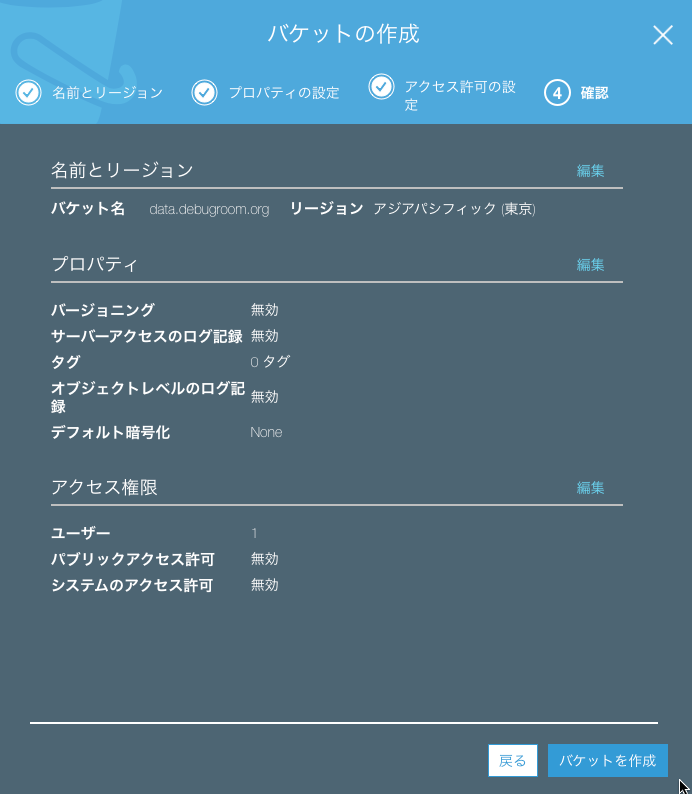 バケットの作成
名前とリージョン
プロパティの設定
アクセス許可の設
定
4 確認
名前とリージョン 編集
バケット名 data.debugroom.org リージョン アジアパシフィック (東京)
プロパティ 編集
バージョニング 無効
サーバーアクセスのログ記録 無効
タグ 0 タグ
オブジェクトレベルのログ記
録 無効
デフォルト暗号化 None
アクセス権限 編集
ユーザー 1
パブリックアクセス許可 無効
システムのアクセス許可 無効
戻る バケットを作成